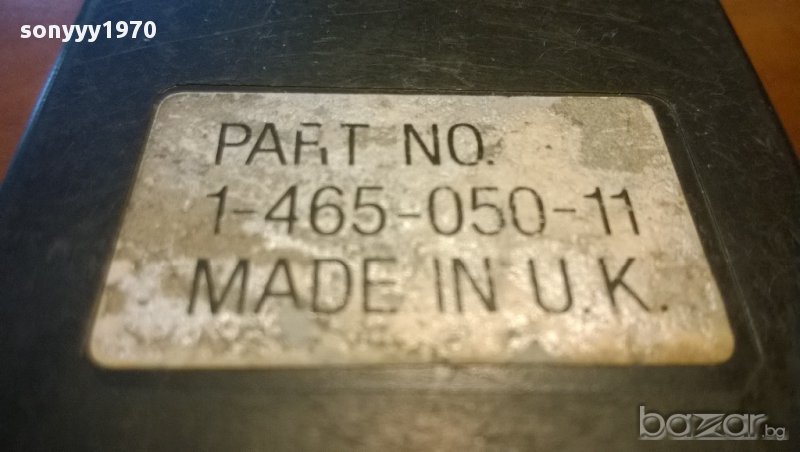 sonyyy1970
PART NO.
1-465-050-11
MADE IN U.K.
bazar.bg